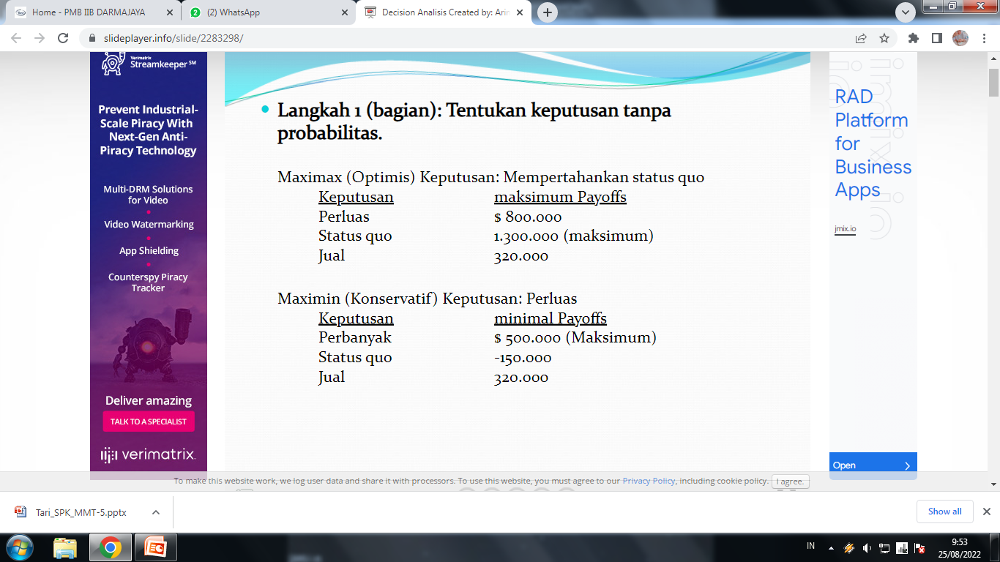 Home - PMB IIB DARMAJAYA
(2) WhatsApp
Decision Analisis Created by: Arin
slideplayer.info/slide/2283298/
Verimatrix
Streamkeeper SM
Prevent Industrial-
Scale Piracy With
Next-Gen Anti-
Piracy Technology
Multi-DRM Solutions
for Video
Video Watermarking
App Shielding
Counterspy Piracy
Tracker
Deliver amazing
TALK TO A SPECIALIST
verimatrix
• Langkah 1 (bagian): Tentukan keputusan tanpa
probabilitas.
Maximax (Optimis) Keputusan: Mempertahankan status quo
Keputusan maksimum Payoffs
Perluas $ 800.000
Status quo 1.300.000 (maksimum)
Jual 320.000
Maximin (Konservatif) Keputusan: Perluas
Keputusan minimal Payoffs
Perbanyak $ 500.000 (Maksimum)
Status quo -150.000
Jual 320.000
RAD
Platform
for
Business
Apps
jmix.io
Open
To make this website work, we log user data and share it with processors. To use this website, you must agree to our Privacy Policy, including cookie policy. I agree.
Tari_SPK_MMT-5.pptx
Show all
IN
9:53
25/08/2022